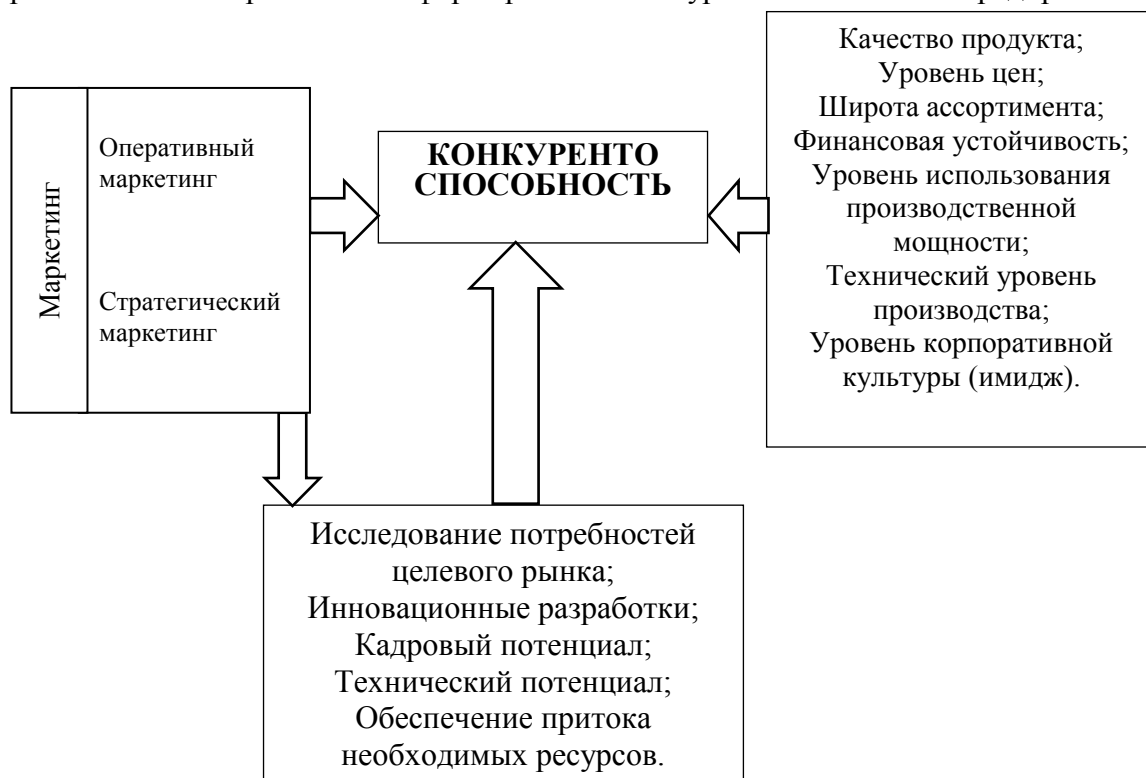 Маркетинг
Оперативный
маркетинг
Стратегический
маркетинг
КОНКУРЕНТО
СПОСОБНОСТЬ
Качество продукта;
Уровень цен;
Широта ассортимента;
Финансовая устойчивость;
Уровень использования
производственной
мощности;
Технический уровень
производства;
Уровень корпоративной
культуры (имидж).
Исследование потребностей
целевого рынка;
Инновационные разработки;
Кадровый потенциал;
Технический потенциал;
Обеспечение притока
необходимых ресурсов.